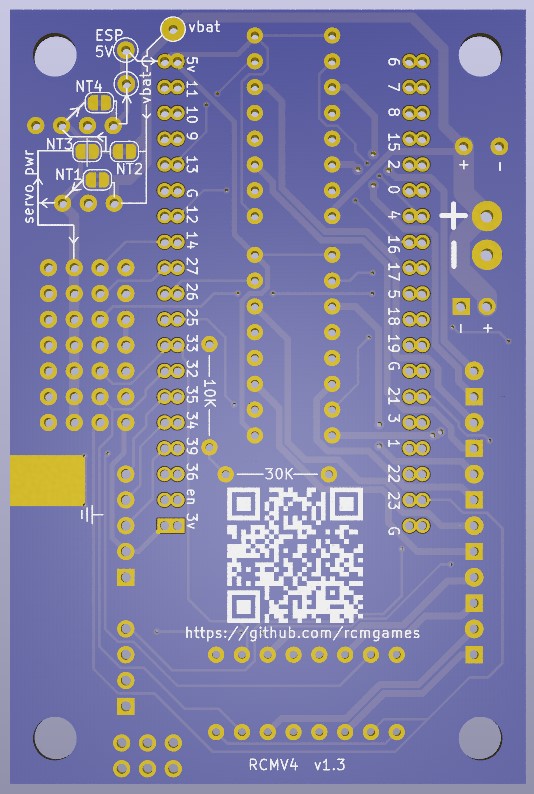 vbat
ESP
5V
vbat
NT4
NT3
NT2
NT1
servo pwr
5v
11
10
9
13
G
12
14
27
26
25
33
32
35
34
39
36
en
3v
6
7
8
15
2
0
4
16
17
5
18
19
G
21
3
1
22
23
G
+ -
+
-
- +
10K
30K
https://github.com/rcmgames
RCMV4 v1.3